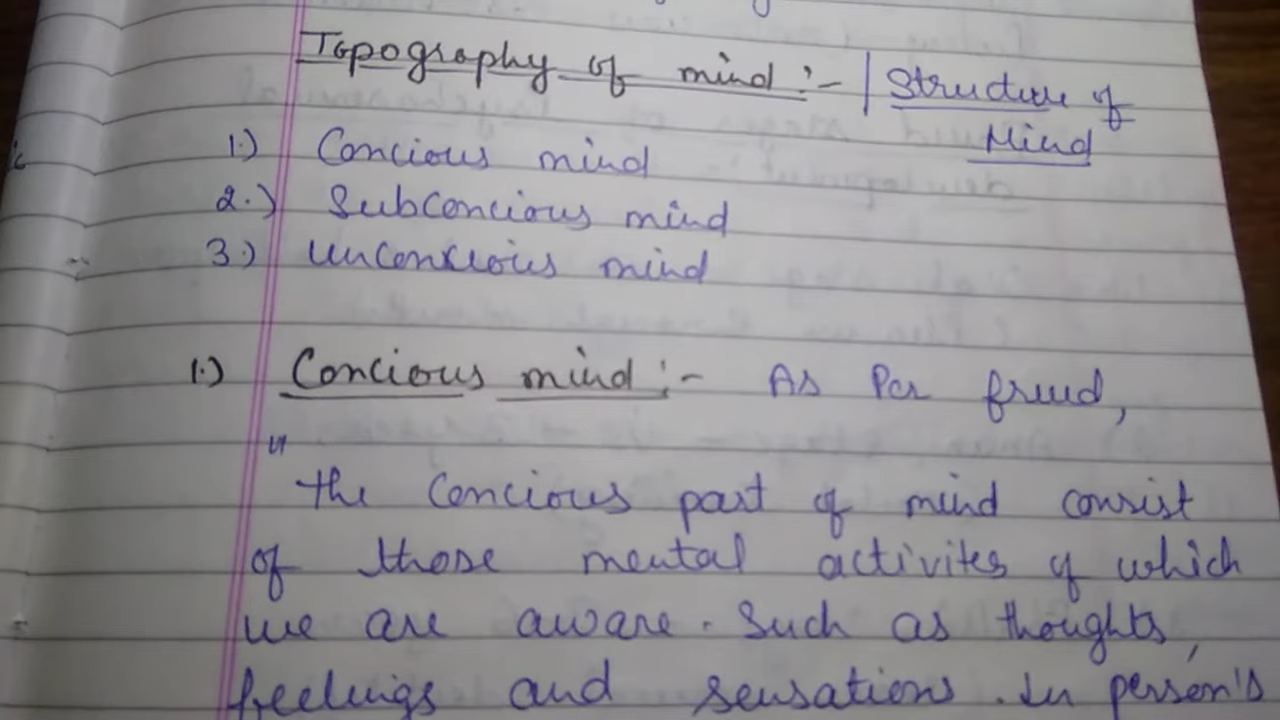 Topography of mind :- | Structure of
Mind
1.) Concious mind
2.) Subconcious mind
3.) Unconcious mind
1.) Concious mind :- As Per freud,
"
the Concious part of mind consist
of those mental activites of which
we are aware. Such as thoughts,
feelings and sensations. In person's